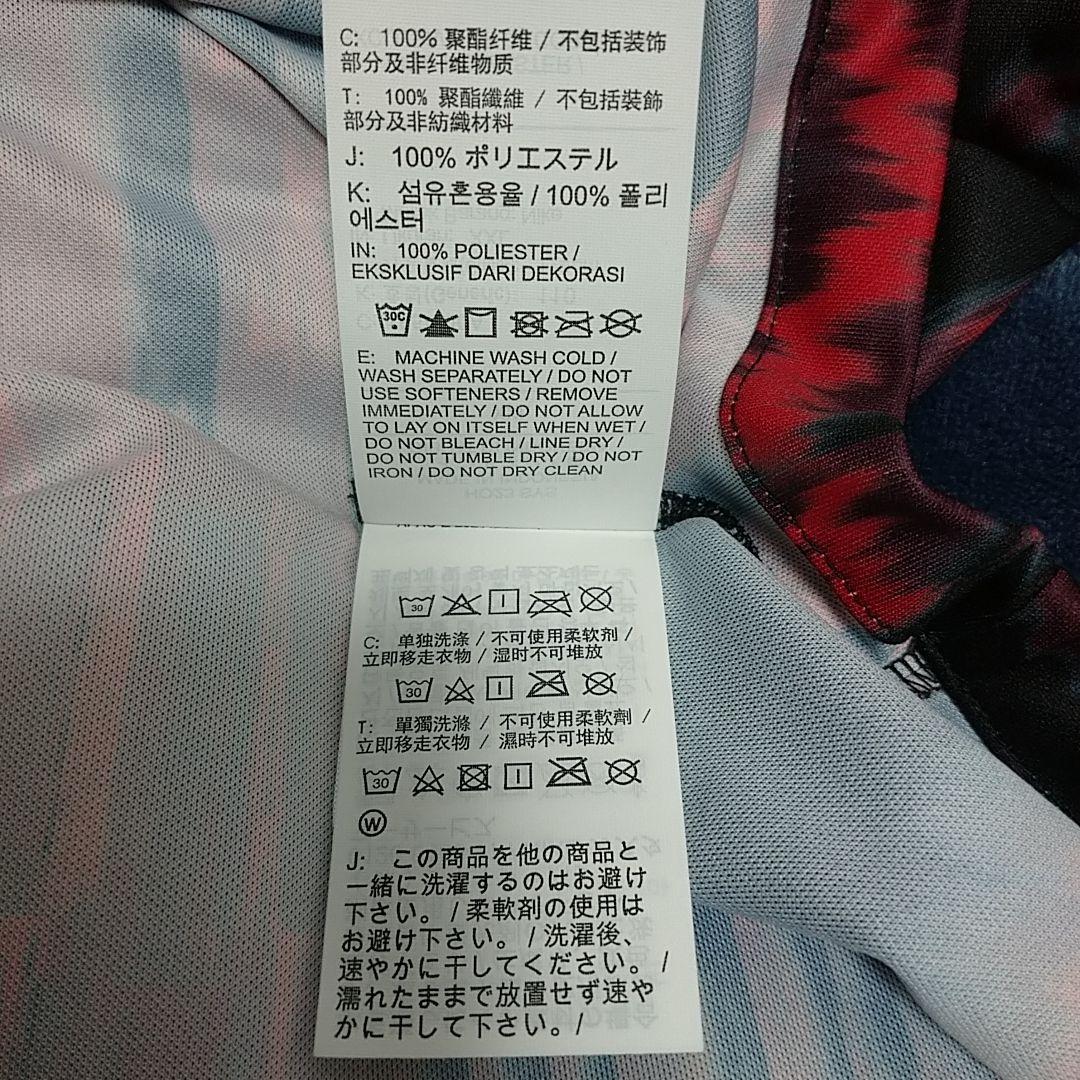 C: 100% 聚酯纤维 / 不包括装饰
部分及非纤维物质
T: 100% 聚酯纖維 / 不包括裝飾
部分及非紡織材料
J: 100% ポリエステル
K: 섬유혼용율 / 100% 폴리
에스터
IN: 100% POLIESTER /
EKSKLUSIF DARI DEKORASI
30C
E: MACHINE WASH COLD /
WASH SEPARATELY / DO NOT
USE SOFTENERS / REMOVE
IMMEDIATELY / DO NOT ALLOW
TO LAY ON ITSELF WHEN WET /
DO NOT BLEACH / LINE DRY /
DO NOT TUMBLE DRY / DO NOT
IRON / DO NOT DRY CLEAN
30
C: 单独洗涤 / 不可使用柔软剂 /
立即移走衣物 / 湿时不可堆放
30
T: 單獨洗滌 / 不可使用柔軟劑 /
立即移走衣物 / 濕時不可堆放
30
W
J: この商品を他の商品と
一緒に洗濯するのはお避け
下さい。 / 柔軟剤の使用は
お避け下さい。 / 洗濯後、
速やかに干してください。 /
濡れたままで放置せず速や
かに干して下さい。/